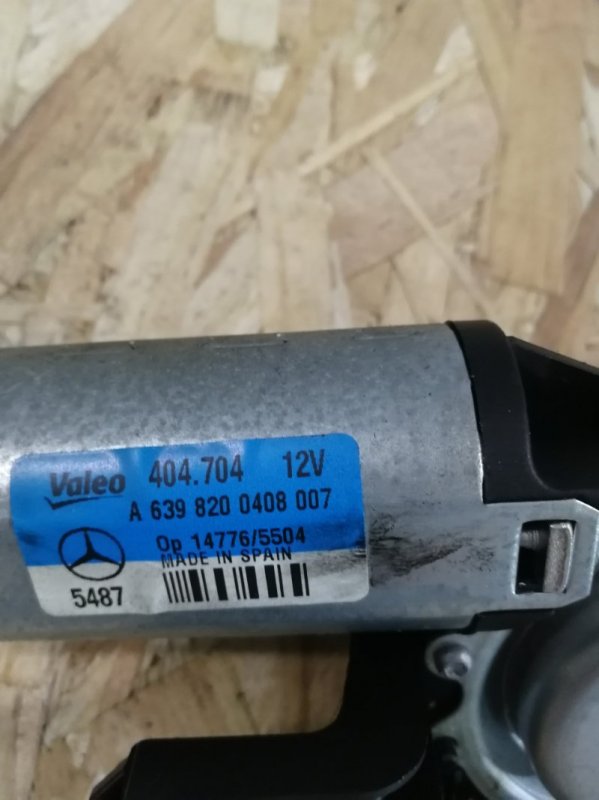 Valeo 404.704 12V
A 639 820 0408 007
Op 14776/5504
MADE IN SPAIN
5487